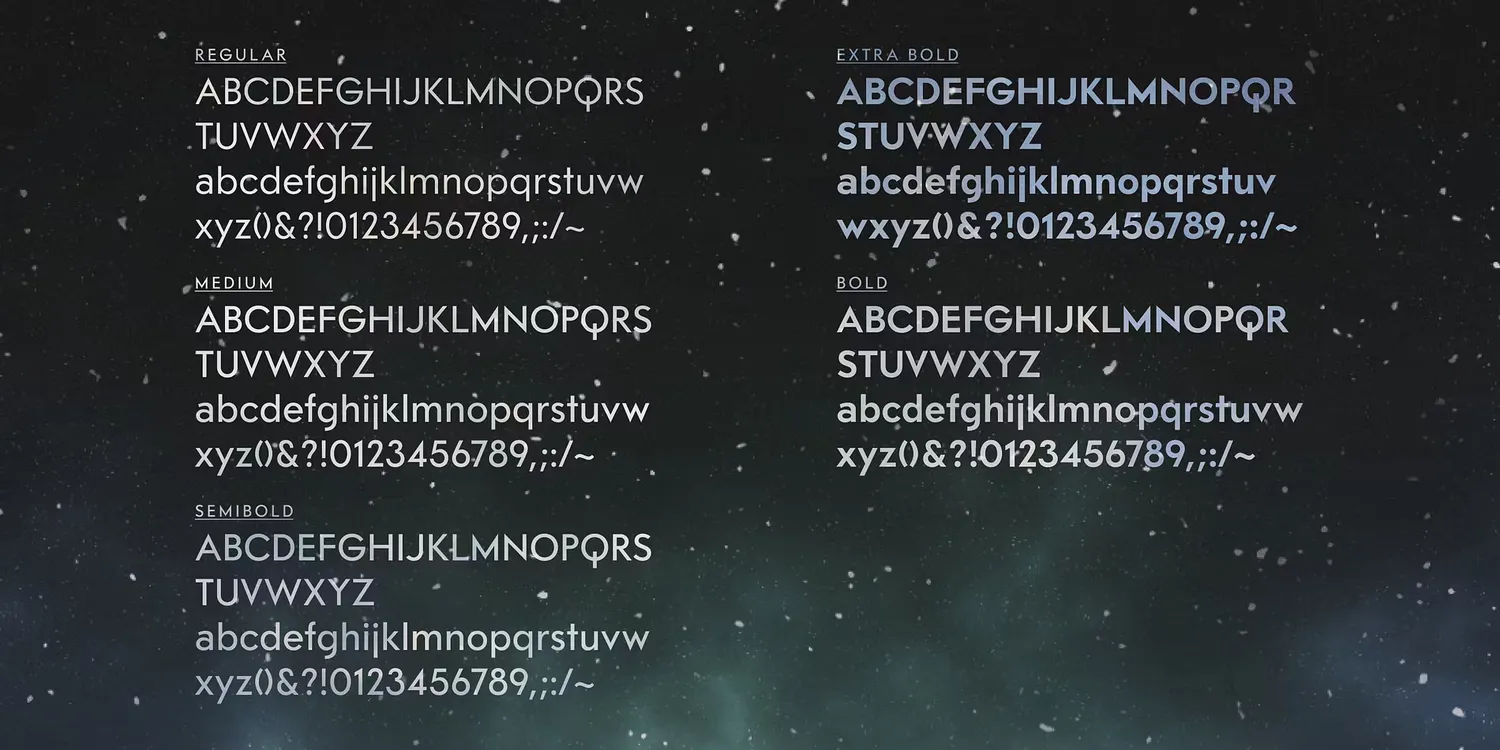 REGULAR
ABCDEFGHIJKLMNOPQRS
TUVWXYZ
abcdefghijklmnopqrstuvw
xyz()&?!0123456789,;:/~
MEDIUM
ABCDEFGHIJKLMNOPQRS
TUVWXYZ
abcdefghijklmnopqrstuvw
xyz()&?!0123456789,;:/~
SEMIBOLD
ABCDEFGHIJKLMNOPQRS
TUVWXYZ
abcdefghijklmnopqrstuvw
xyz()&?!0123456789,;:/~
EXTRA BOLD
ABCDEFGHIJKLMNOPQR
STUVWXYZ
abcdefghijklmnopqrstuv
wxyz()&?!0123456789,;:/~
BOLD
ABCDEFGHIJKLMNOPQR
STUVWXYZ
abcdefghijklmnopqrstuvw
xyz()&?!0123456789,;:/~